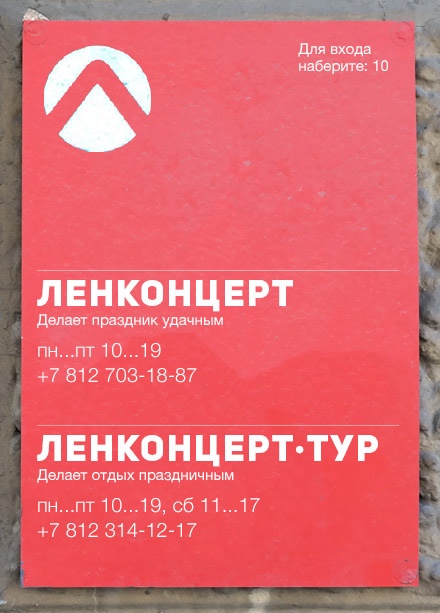 Для входа
наберите: 10
ЛЕНКОНЦЕРТ
Делает праздник удачным
пн...пт 10...19
+7 812 703-18-87
ЛЕНКОНЦЕРТ•ТУР
Делает отдых праздничным
пн...пт 10...19, сб 11...17
+7 812 314-12-17